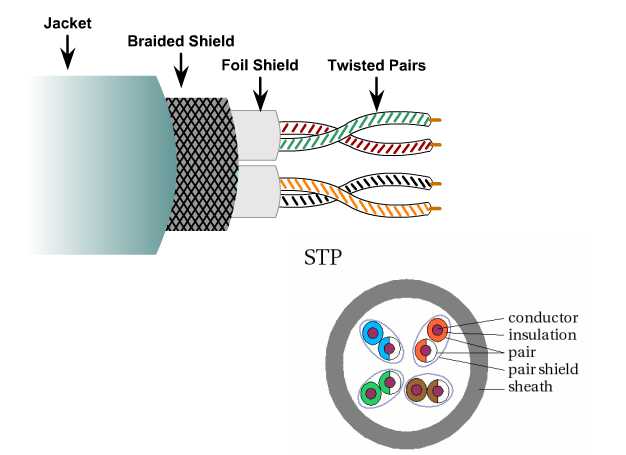 Jacket
Braided Shield
Foil Shield
Twisted Pairs
STP
conductor
insulation
pair
pair shield
sheath